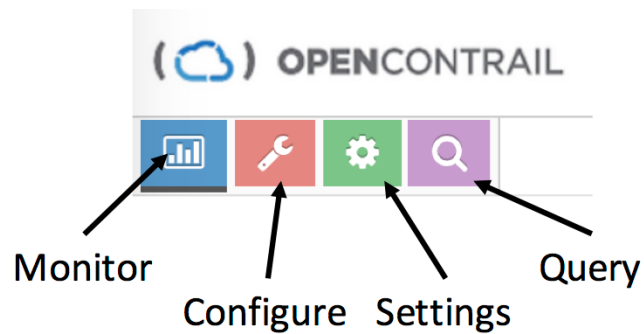 OPENCONTRAIL
Monitor
Query
Configure
Settings